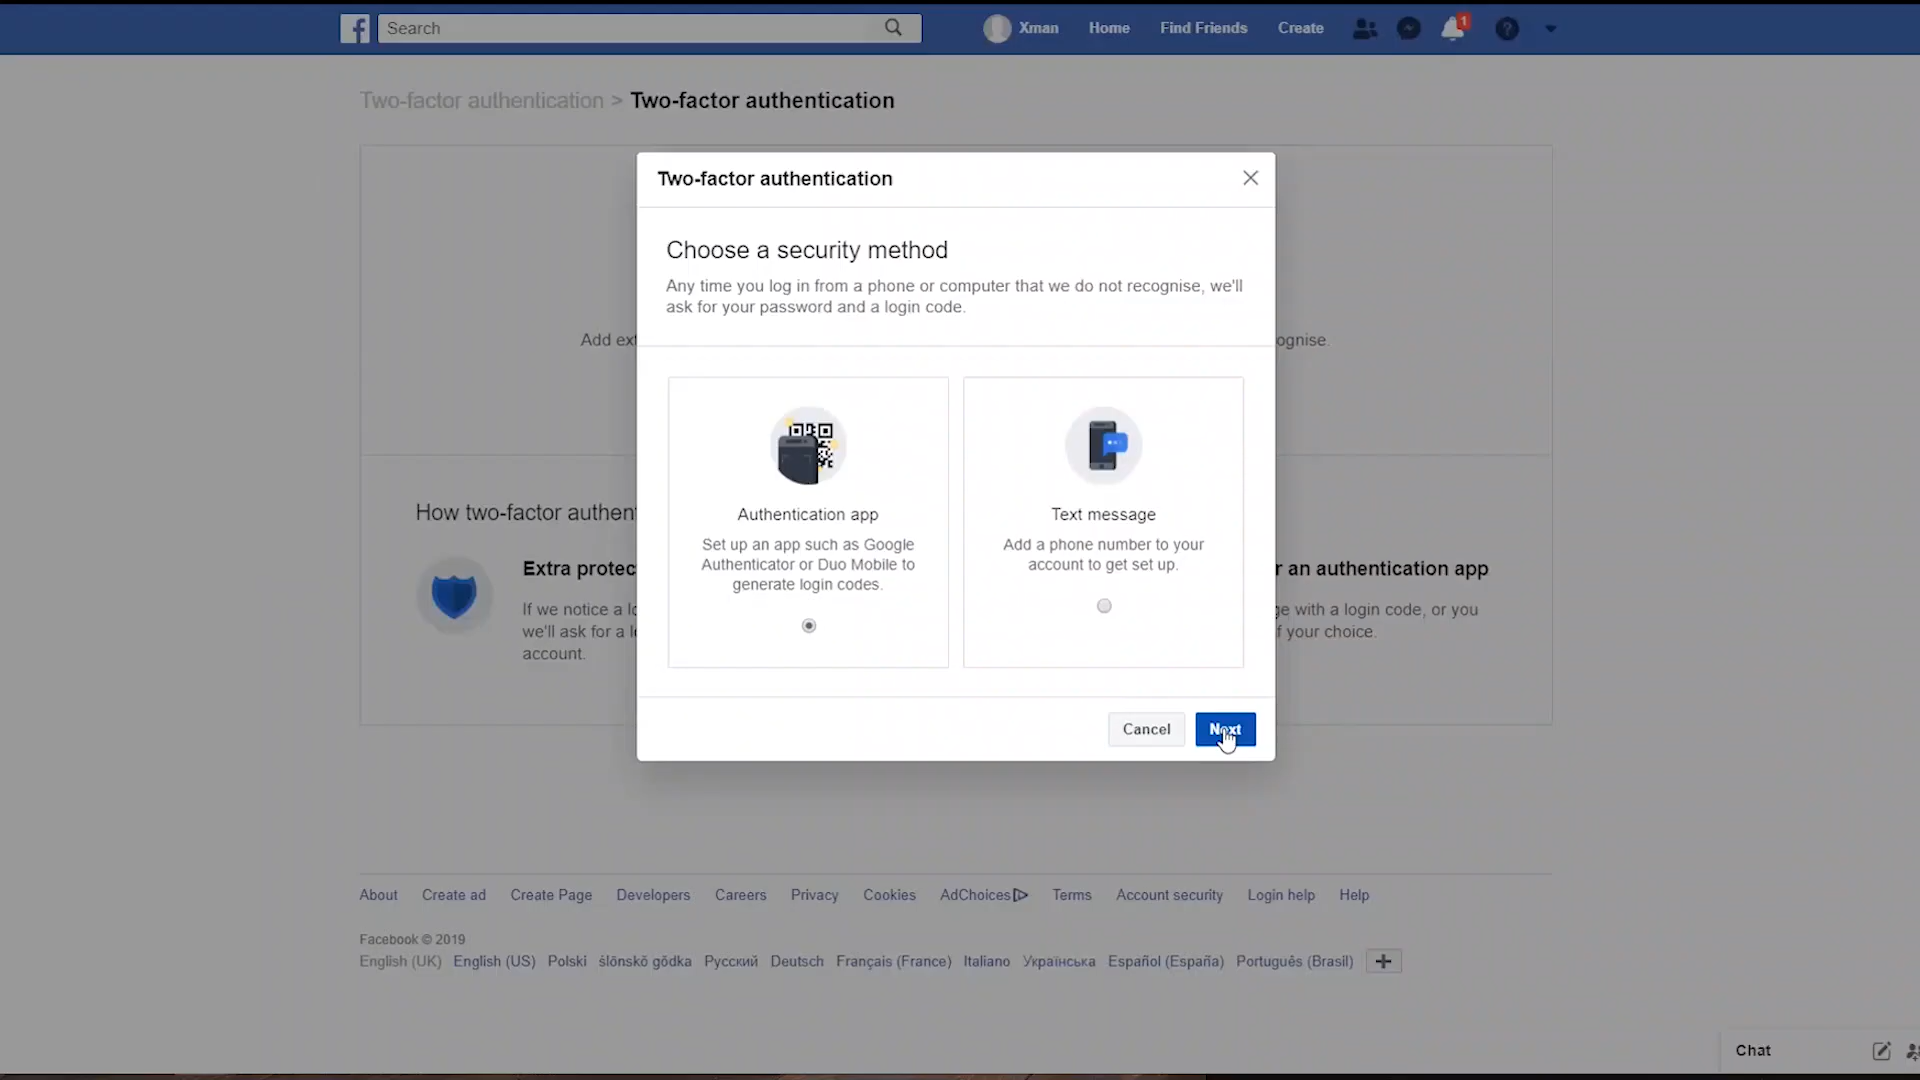 f Search Xman Home Find Friends Create 1 ?
Two-factor authentication > Two-factor authentication
Two-factor authentication
Choose a security method
Any time you log in from a phone or computer that we do not recognise, we'll
ask for your password and a login code.
Add ext
ognise.
Authentication app
Set up an app such as Google
Authenticator or Duo Mobile to
generate login codes.
Text message
Add a phone number to your
account to get set up.
How two-factor authen
Extra protec
If we notice a lo
we'll ask for a l
account.
r an authentication app
ge with a login code, or you
f your choice.
Cancel Next
About Create ad Create Page Developers Careers Privacy Cookies AdChoices Terms Account security Login help Help
Facebook © 2019
English (UK) English (US) Polski ślōnskŏ gŏdka Русский Deutsch Français (France) Italiano Українська Español (España) Português (Brasil) +
Chat